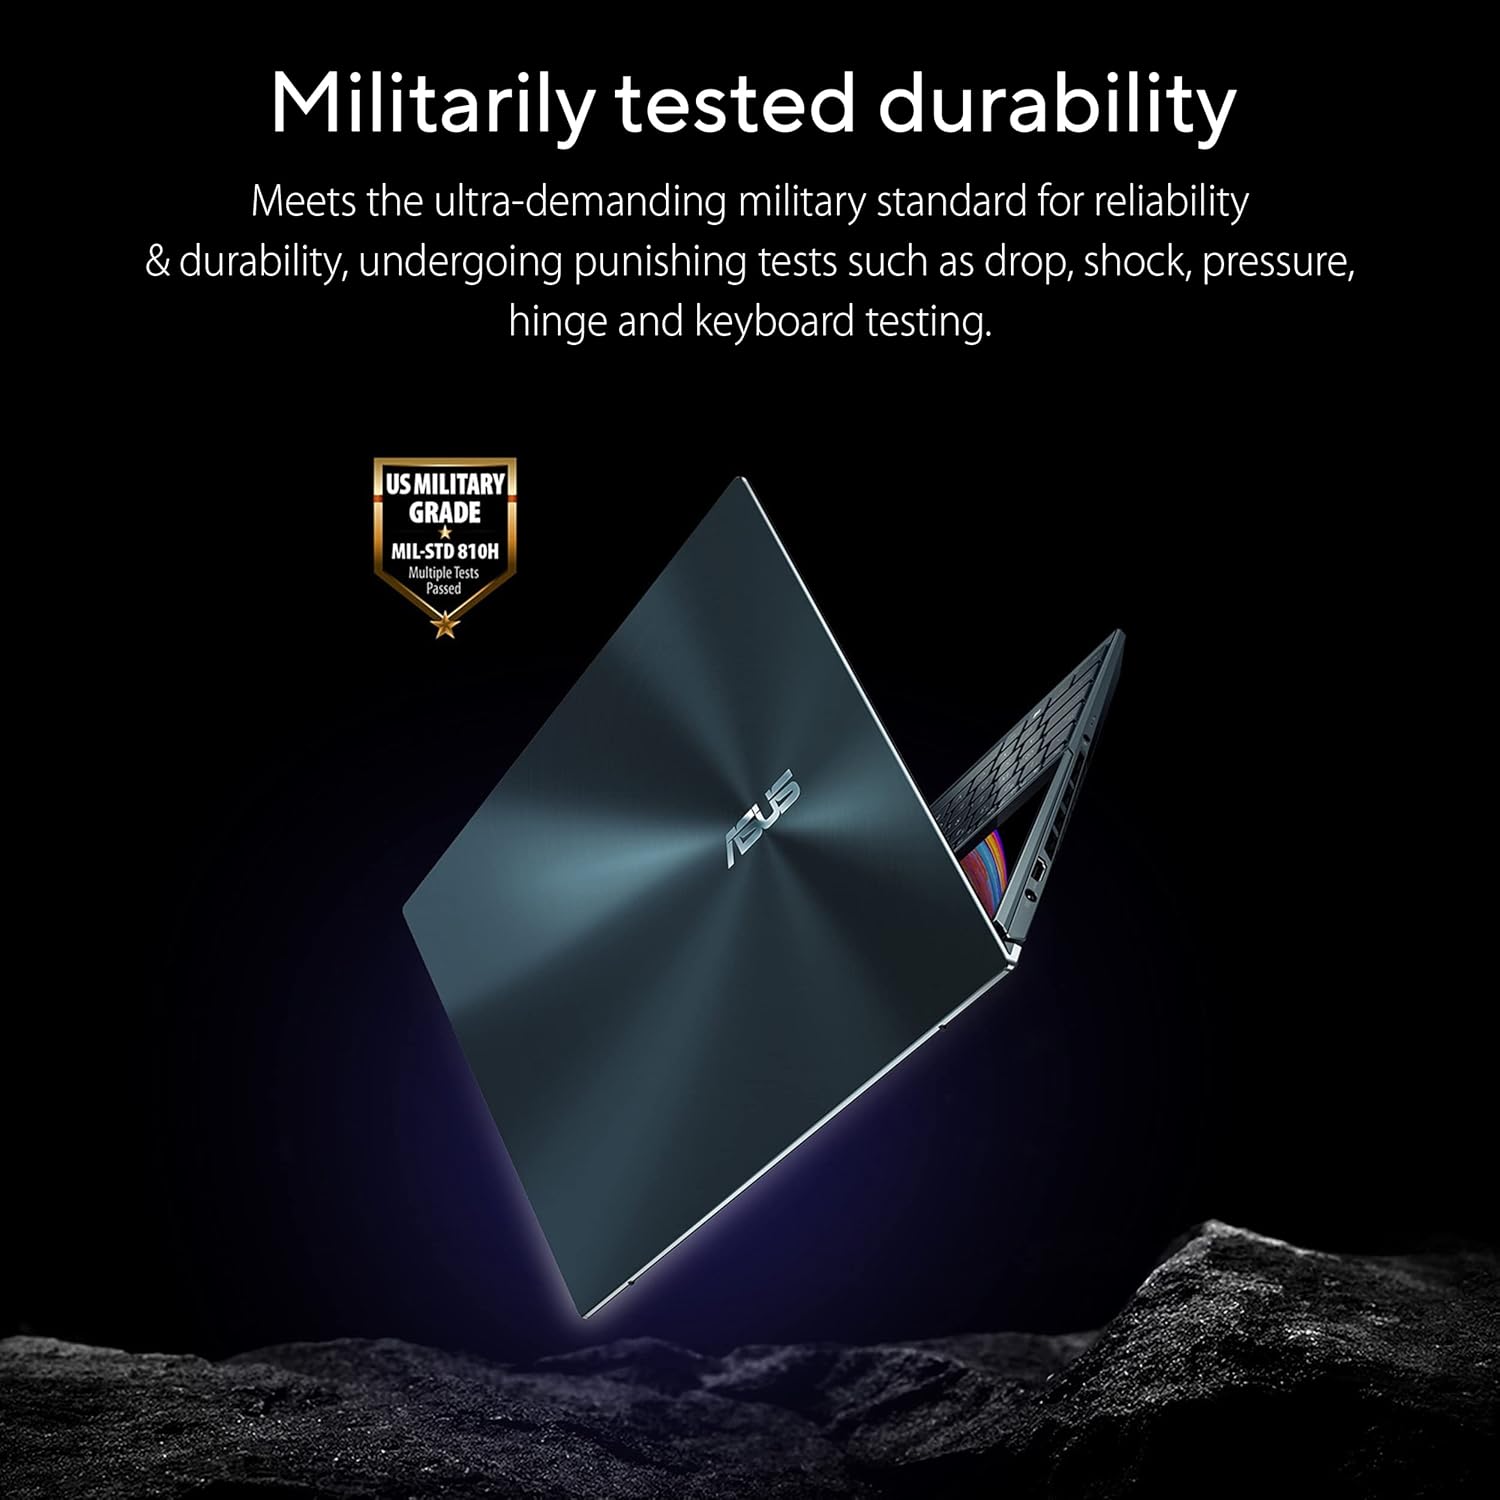 Militarily tested durability
Meets the ultra-demanding military standard for reliability
& durability, undergoing punishing tests such as drop, shock, pressure,
hinge and keyboard testing.
US MILITARY
GRADE
MIL-STD 810H
Multiple Tests
Passed
ASUS